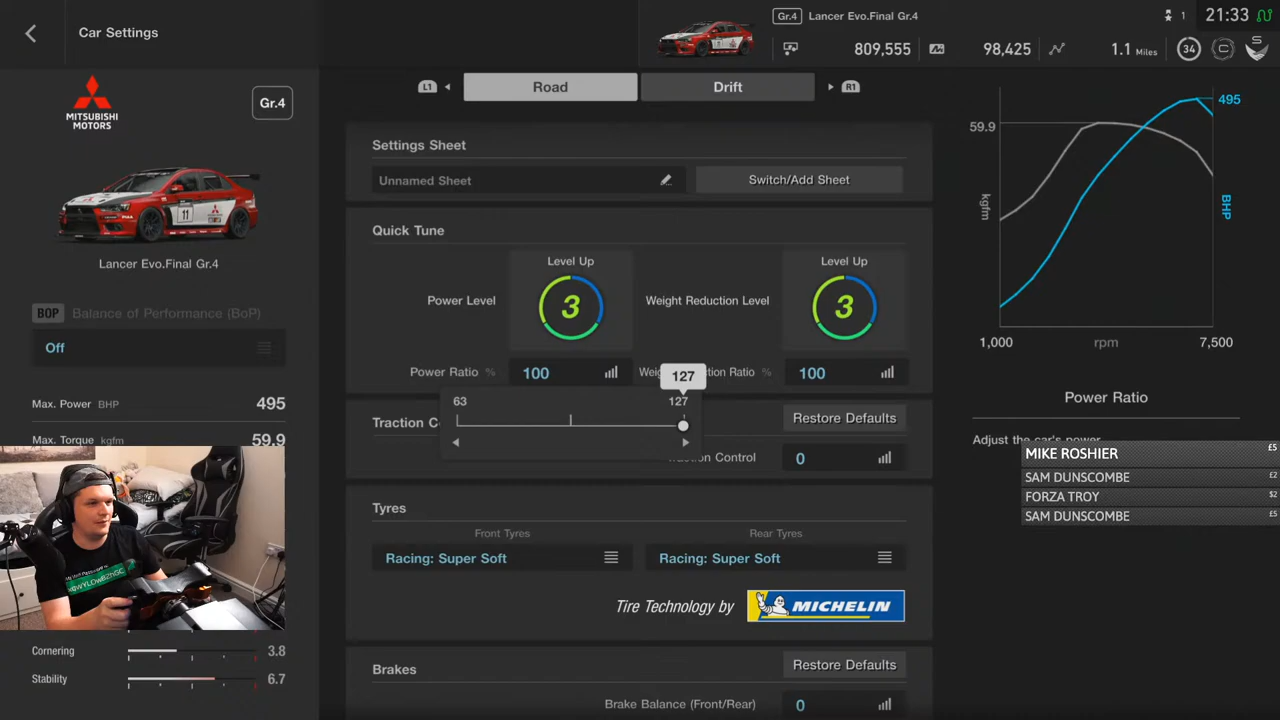 Car Settings
Gr.4 Lancer Evo.Final Gr.4
809,555
98,425
1.1 Miles
1
21:33
34
C
S
MITSUBISHI
MOTORS
Gr.4
11
Lancer Evo.Final Gr.4
BOP Balance of Performance (BoP)
Off
Max. Power BHP 495
Max. Torque kgfm 59.9
Cornering 3.8
Stability 6.7
L1 Road Drift R1
Settings Sheet
Unnamed Sheet
Switch/Add Sheet
Quick Tune
Level Up
Level Up
Power Level 3
Weight Reduction Level 3
Power Ratio % 100
Ratio % 100
127
63 127
Traction Co
Restore Defaults
Control 0
Tyres
Front Tyres
Rear Tyres
Racing: Super Soft
Racing: Super Soft
Tire Technology by
MICHELIN
Brakes
Restore Defaults
Brake Balance (Front/Rear) 0
495
59.9
kgfm
BHP
1,000 rpm 7,500
Power Ratio
Adjust the car's power.
MIKE ROSHIER £5
SAM DUNSCOMBE £2
FORZA TROY $2
SAM DUNSCOMBE £5